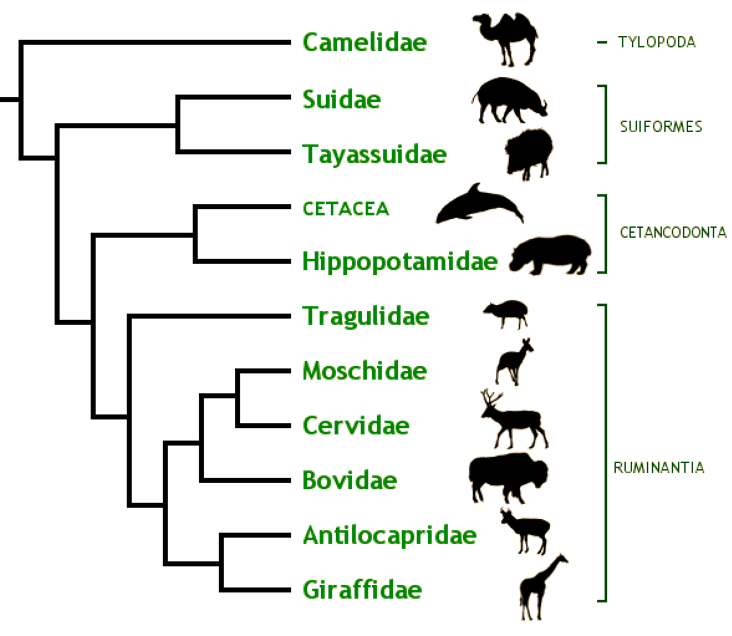 Camelidae
TYLOPODA
Suidae
SUIFORMES
Tayassuidae
CETACEA
CETANCODONTA
Hippopotamidae
Tragulidae
Moschidae
Cervidae
RUMINANTIA
Bovidae
Antilocapridae
Giraffidae